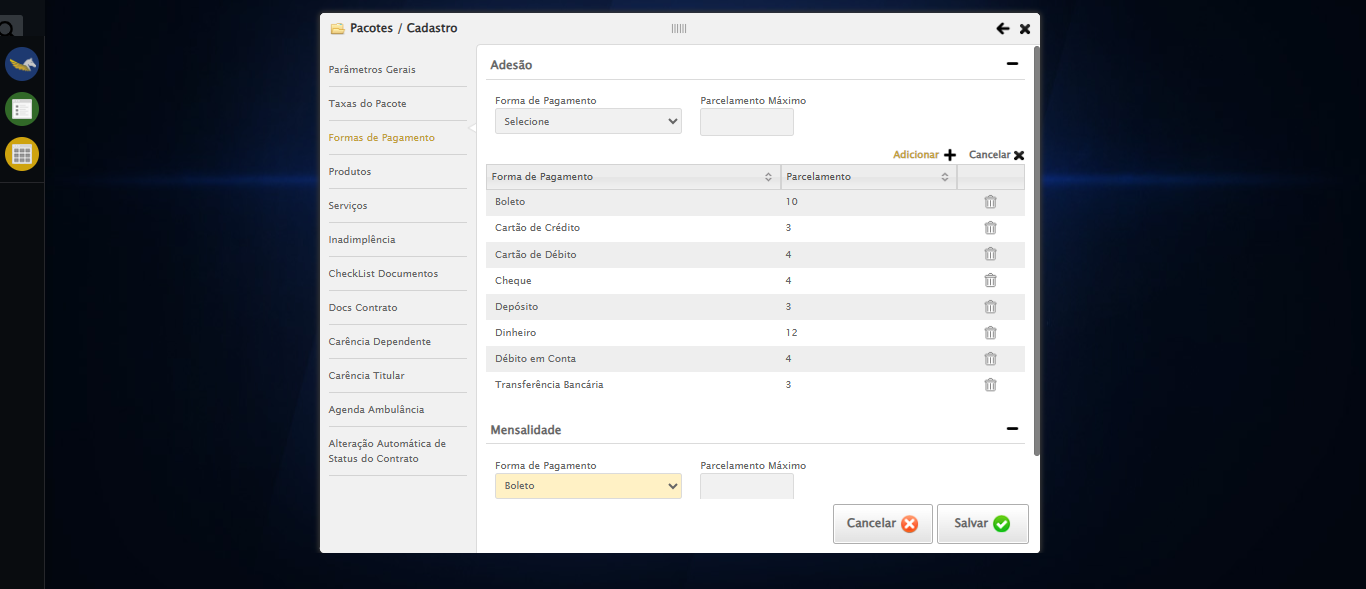 Pacotes / Cadastro
Parâmetros Gerais
Taxas do Pacote
Formas de Pagamento
Produtos
Serviços
Inadimplência
CheckList Documentos
Docs Contrato
Carência Dependente
Carência Titular
Agenda Ambulância
Alteração Automática de
Status do Contrato
Adesão
Forma de Pagamento Parcelamento Máximo
Selecione
Adicionar Cancelar
Forma de Pagamento Parcelamento
Boleto 10
Cartão de Crédito 3
Cartão de Débito 4
Cheque 4
Depósito 3
Dinheiro 12
Débito em Conta 4
Transferência Bancária 3
Mensalidade
Forma de Pagamento Parcelamento Máximo
Boleto
Cancelar Salvar